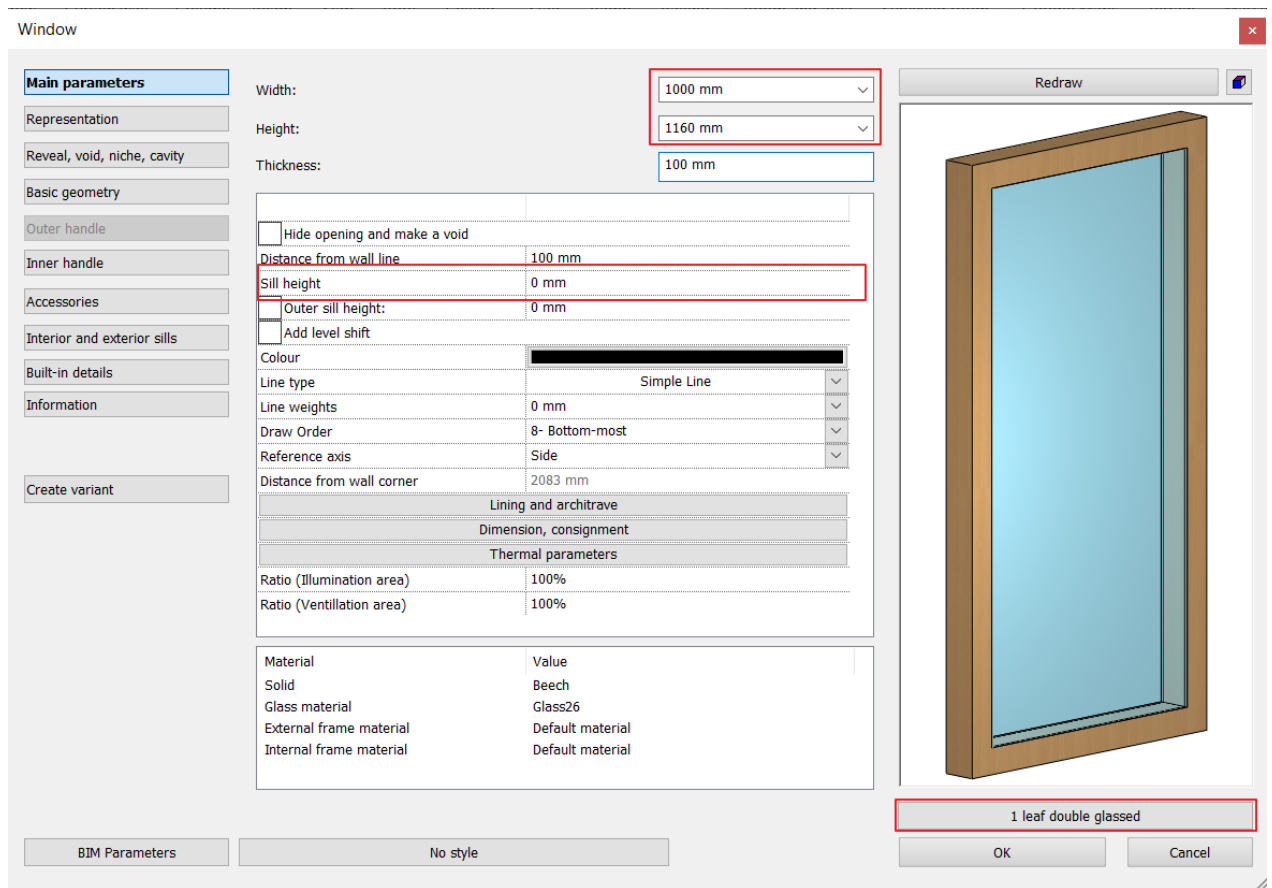 Window
Main parameters
Representation
Reveal, void, niche, cavity
Basic geometry
Outer handle
Inner handle
Accessories
Interior and exterior sills
Built-in details
Information
Create variant
Width: 1000 mm
Height: 1160 mm
Thickness: 100 mm
Hide opening and make a void
Distance from wall line 100 mm
Sill height 0 mm
Outer sill height: 0 mm
Add level shift
Colour
Line type Simple Line
Line weights 0 mm
Draw Order 8- Bottom-most
Reference axis Side
Distance from wall corner 2083 mm
Lining and architrave
Dimension, consignment
Thermal parameters
Ratio (Illumination area) 100%
Ratio (Ventillation area) 100%
Material Value
Solid Beech
Glass material Glass26
External frame material Default material
Internal frame material Default material
Redraw
1 leaf double glassed
BIM Parameters
No style
OK
Cancel